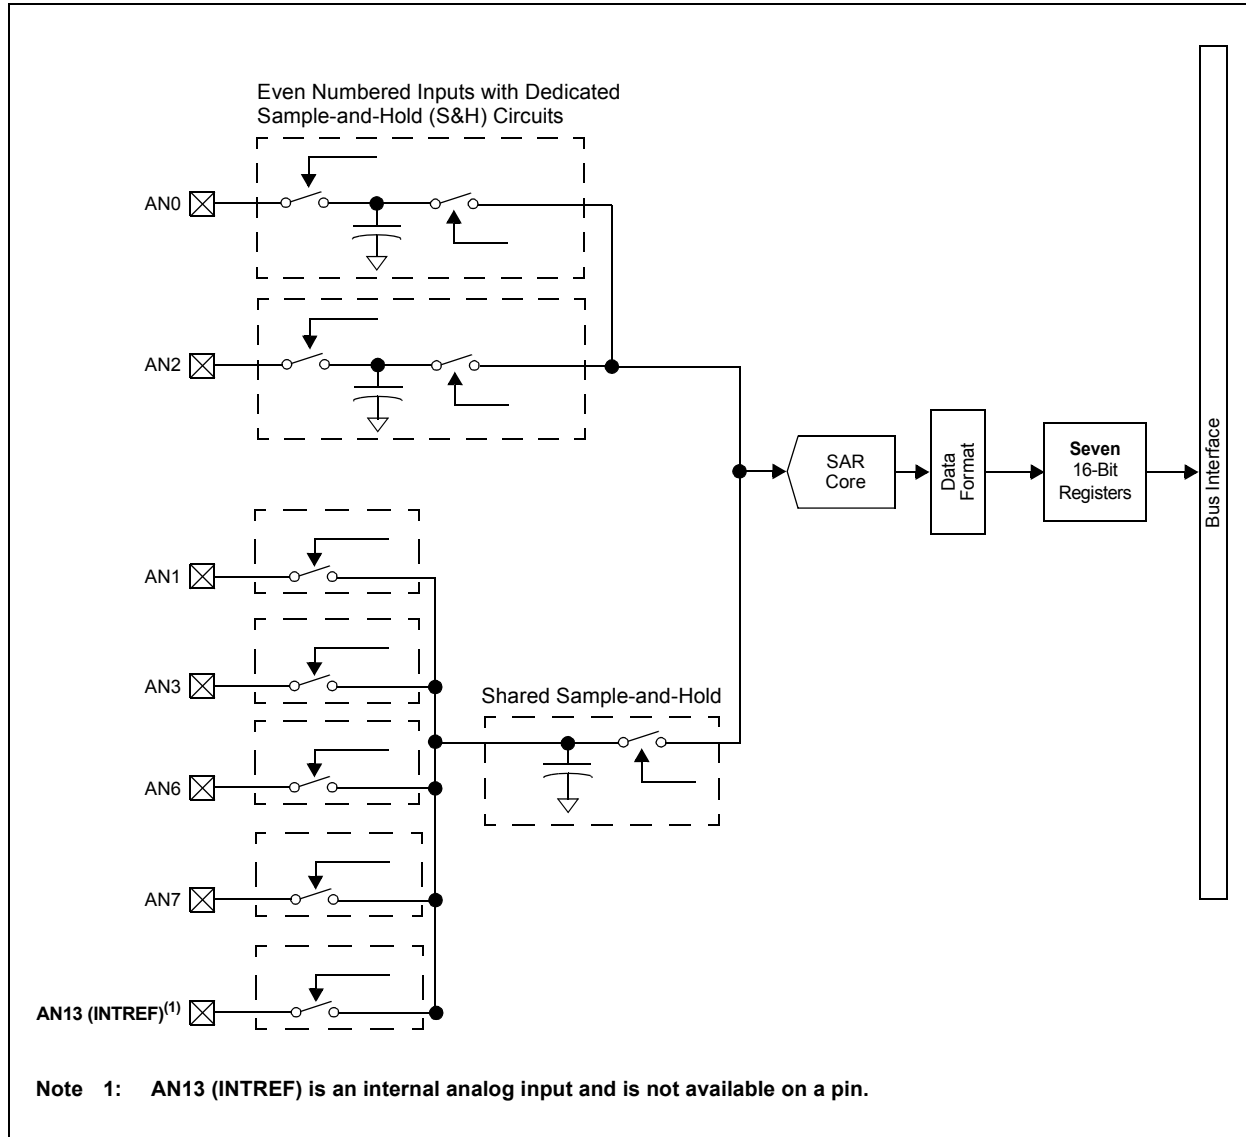 Even Numbered Inputs with Dedicated
Sample-and-Hold (S&H) Circuits
AN0
AN2
SAR
Core
Data
Format
Seven
16-Bit
Registers
Bus Interface
AN1
AN3
Shared Sample-and-Hold
AN6
AN7
AN13 (INTREF)(1)
Note 1: AN13 (INTREF) is an internal analog input and is not available on a pin.